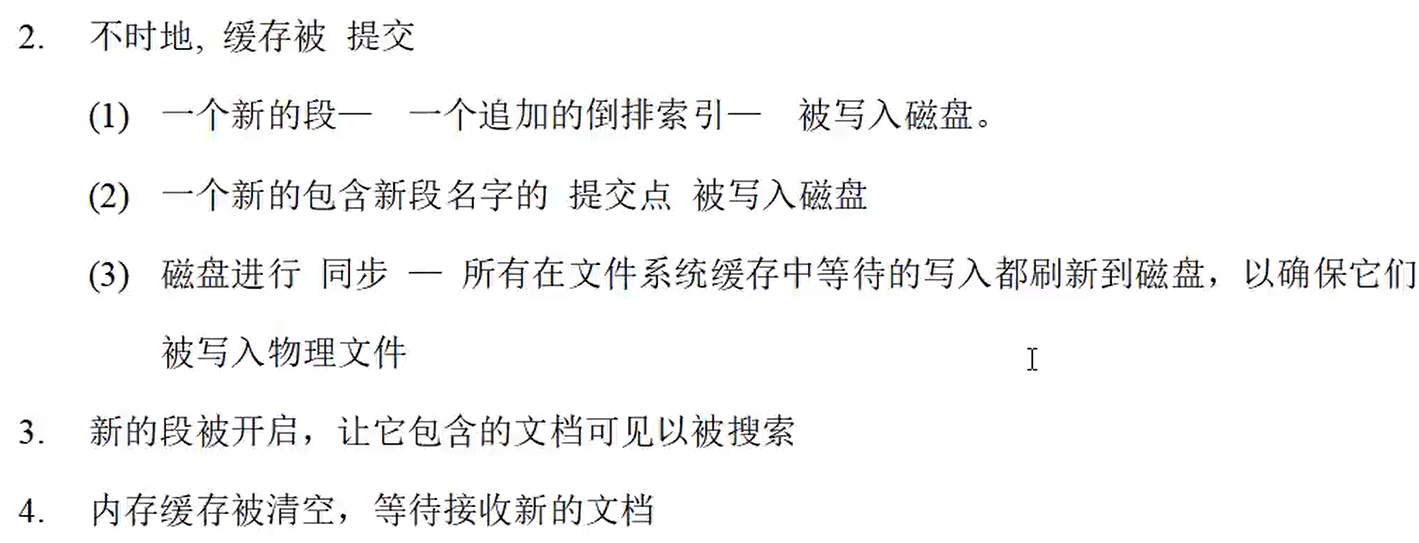 2. 不时地, 缓存被 提交
(1) 一个新的段— 一个追加的倒排索引— 被写入磁盘。
(2) 一个新的包含新段名字的 提交点 被写入磁盘
(3) 磁盘进行 同步 — 所有在文件系统缓存中等待的写入都刷新到磁盘，以确保它们
被写入物理文件
3. 新的段被开启，让它包含的文档可见以被搜索
4. 内存缓存被清空，等待接收新的文档